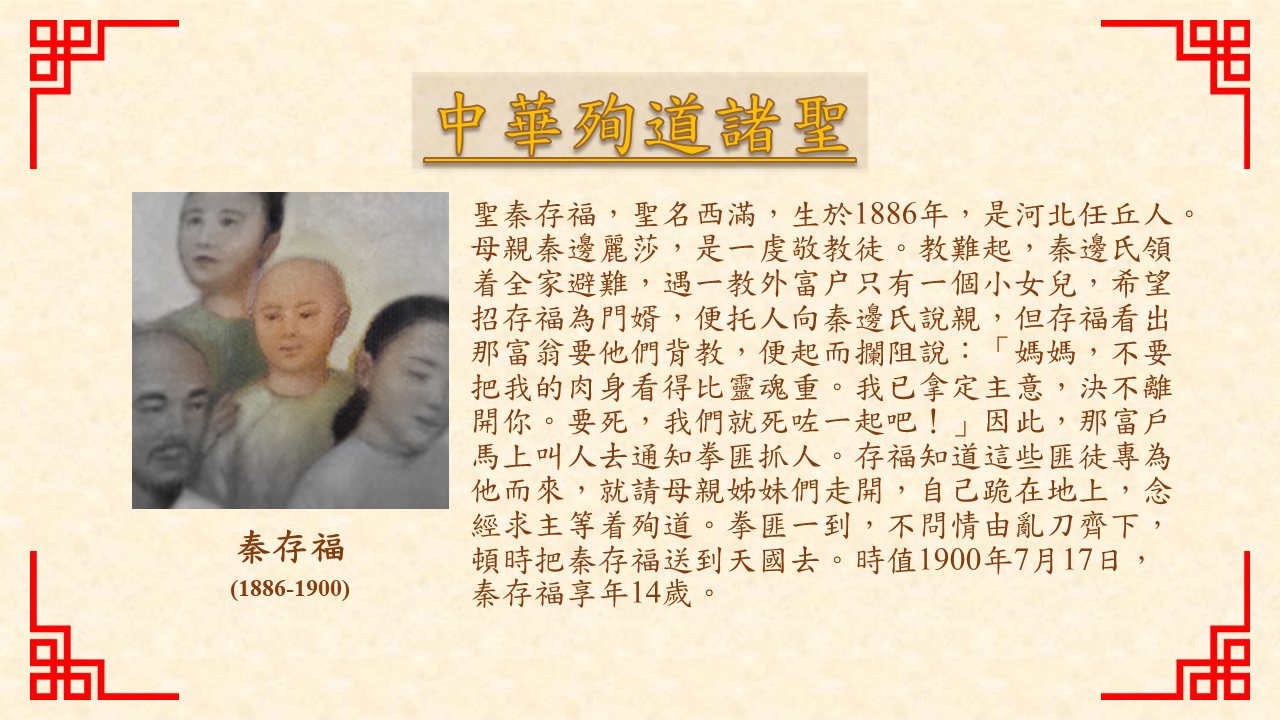 中華殉道諸聖
聖秦存福，聖名西滿，生於1886年，是河北任丘人。
母親秦邊麗莎，是一虔敬教徒。教難起，秦邊氏領
着全家避難，遇一教外富户只有一個小女兒，希望
招存福為門婿，便托人向秦邊氏說親，但存福看出
那富翁要他們背教，便起而攔阻說：「媽媽，不要
把我的肉身看得比靈魂重。我已拿定主意，決不離
開你。要死，我們就死咗一起吧！」因此，那富戶
馬上叫人去通知拳匪抓人。存福知道這些匪徒專為
他而來，就請母親姊妹們走開，自己跪在地上，念
經求主等着殉道。拳匪一到，不問情由亂刀齊下，
頓時把秦存福送到天國去。時值1900年7月17日，
秦存福享年14歲。
秦存福
(1886-1900)